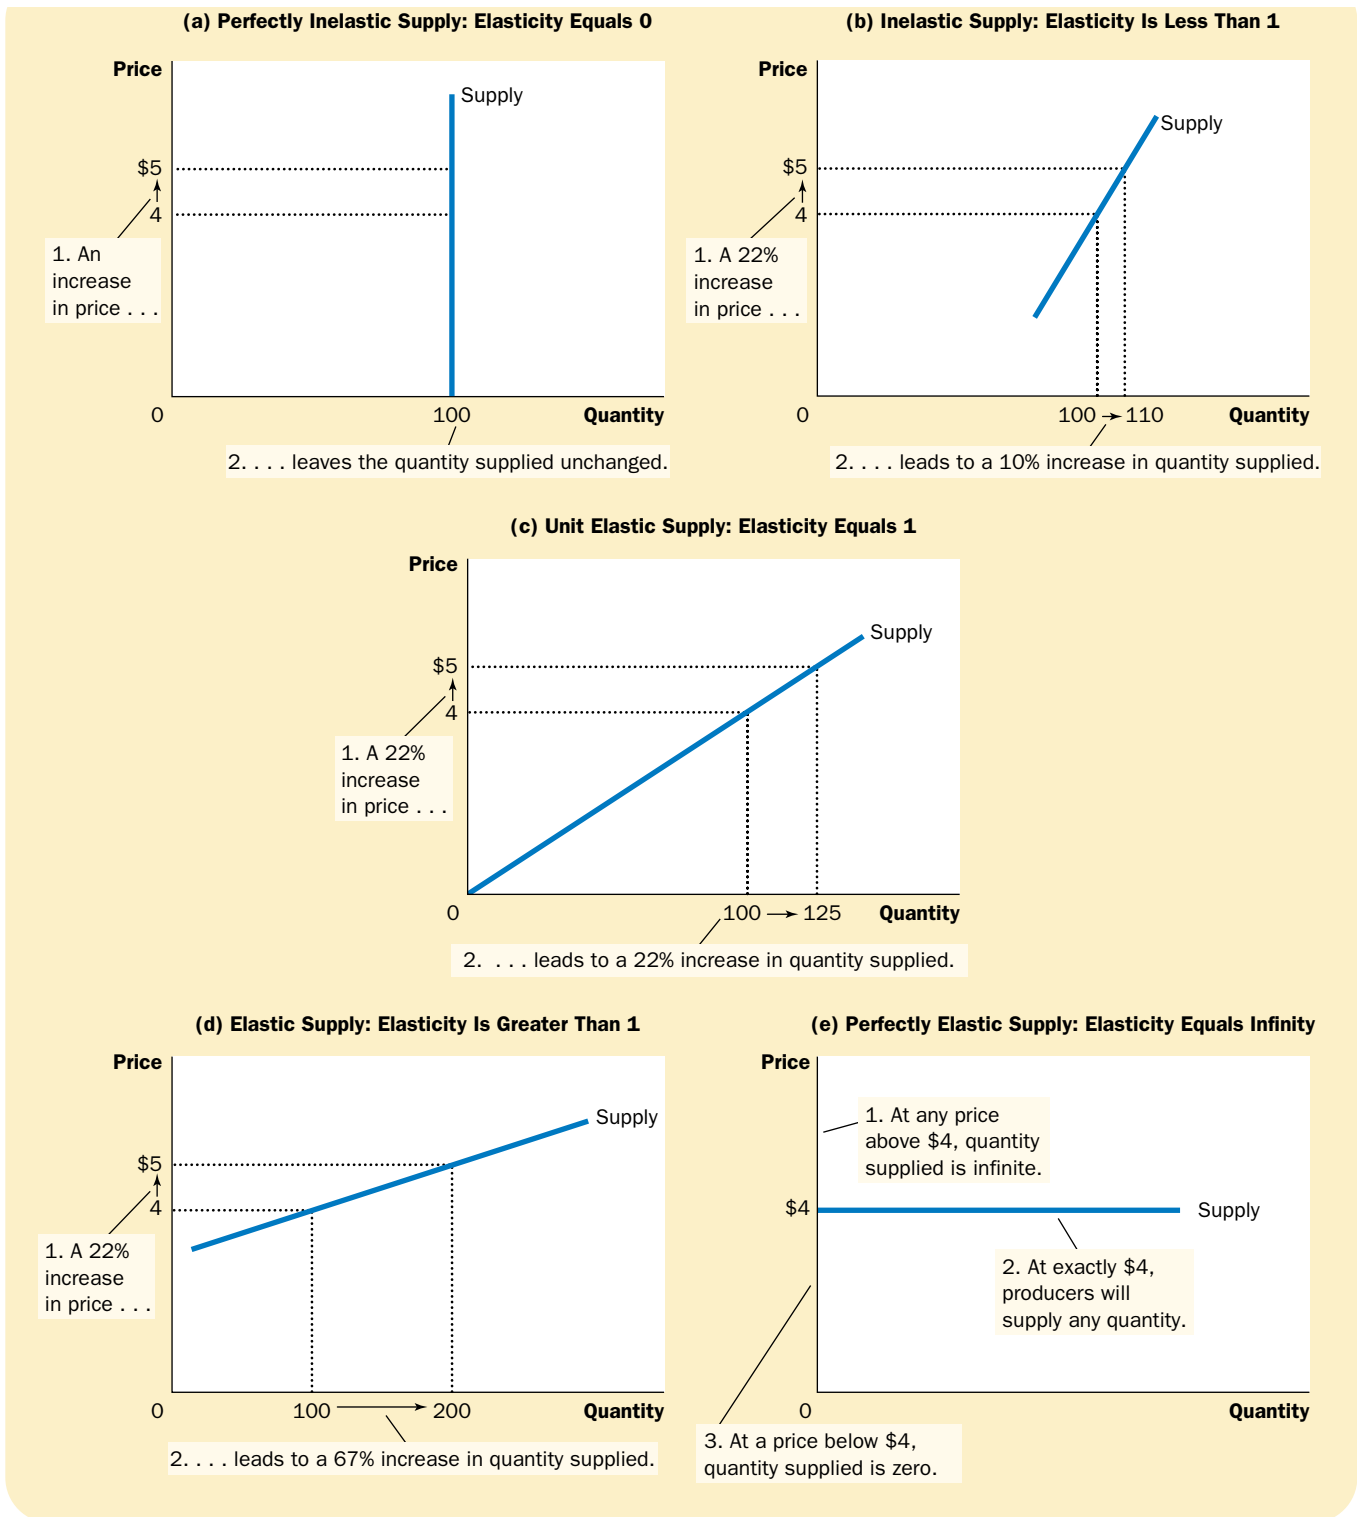 (a) Perfectly Inelastic Supply: Elasticity Equals 0
Price
Supply
$5
4
1. An
increase
in price . . .
0
100
Quantity
2. . . . leaves the quantity supplied unchanged.
(b) Inelastic Supply: Elasticity Is Less Than 1
Price
Supply
$5
4
1. A 22%
increase
in price . . .
0
100 110
Quantity
2. . . . leads to a 10% increase in quantity supplied.
(c) Unit Elastic Supply: Elasticity Equals 1
Price
Supply
$5
4
1. A 22%
increase
in price . . .
0
100 125
Quantity
2. . . . leads to a 22% increase in quantity supplied.
(d) Elastic Supply: Elasticity Is Greater Than 1
Price
Supply
$5
4
1. A 22%
increase
in price . . .
0
100 200
Quantity
2. . . . leads to a 67% increase in quantity supplied.
(e) Perfectly Elastic Supply: Elasticity Equals Infinity
Price
1. At any price
above $4, quantity
supplied is infinite.
$4
Supply
2. At exactly $4,
producers will
supply any quantity.
0
Quantity
3. At a price below $4,
quantity supplied is zero.